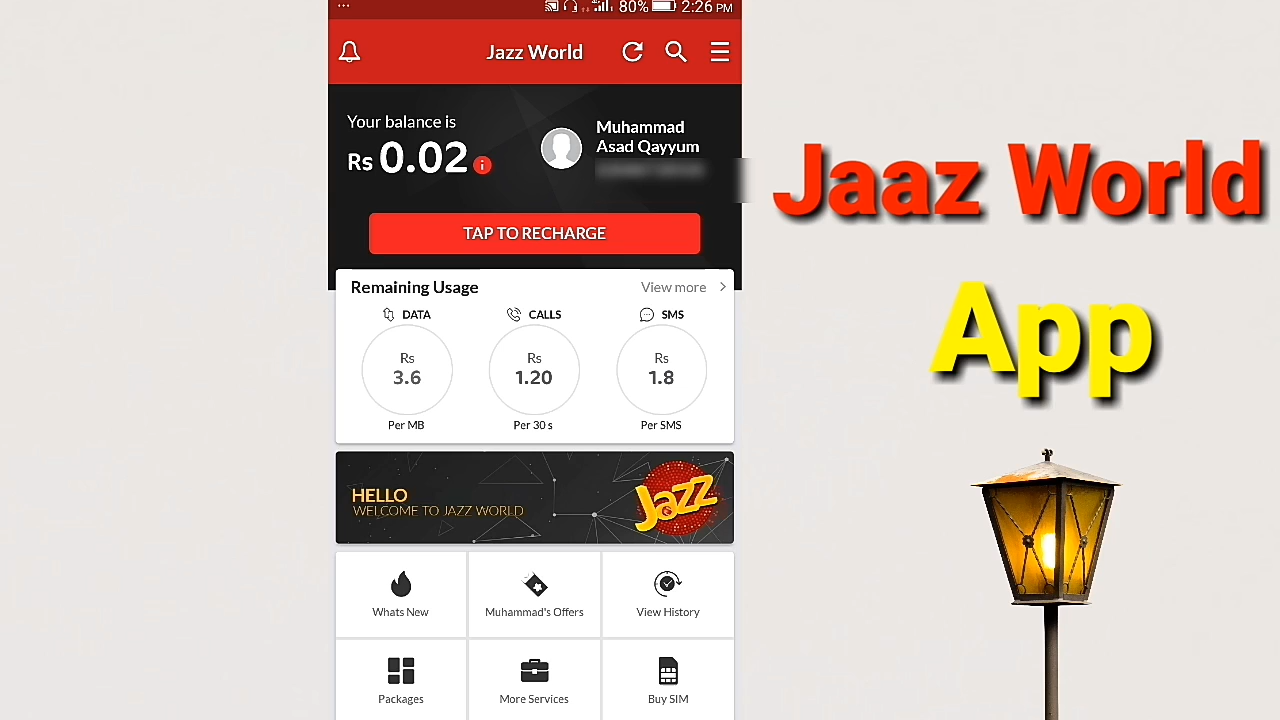 80% 2:26 PM
Jazz World
Your balance is
Rs 0.02
Muhammad
Asad Qayyum
TAP TO RECHARGE
Remaining Usage
View more
DATA
CALLS
SMS
Rs
3.6
Rs
1.20
Rs
1.8
Per MB
Per 30 s
Per SMS
HELLO
WELCOME TO JAZZ WORLD
Jazz
Whats New
Muhammad's Offers
View History
Packages
More Services
Buy SIM
Jaaz World
App